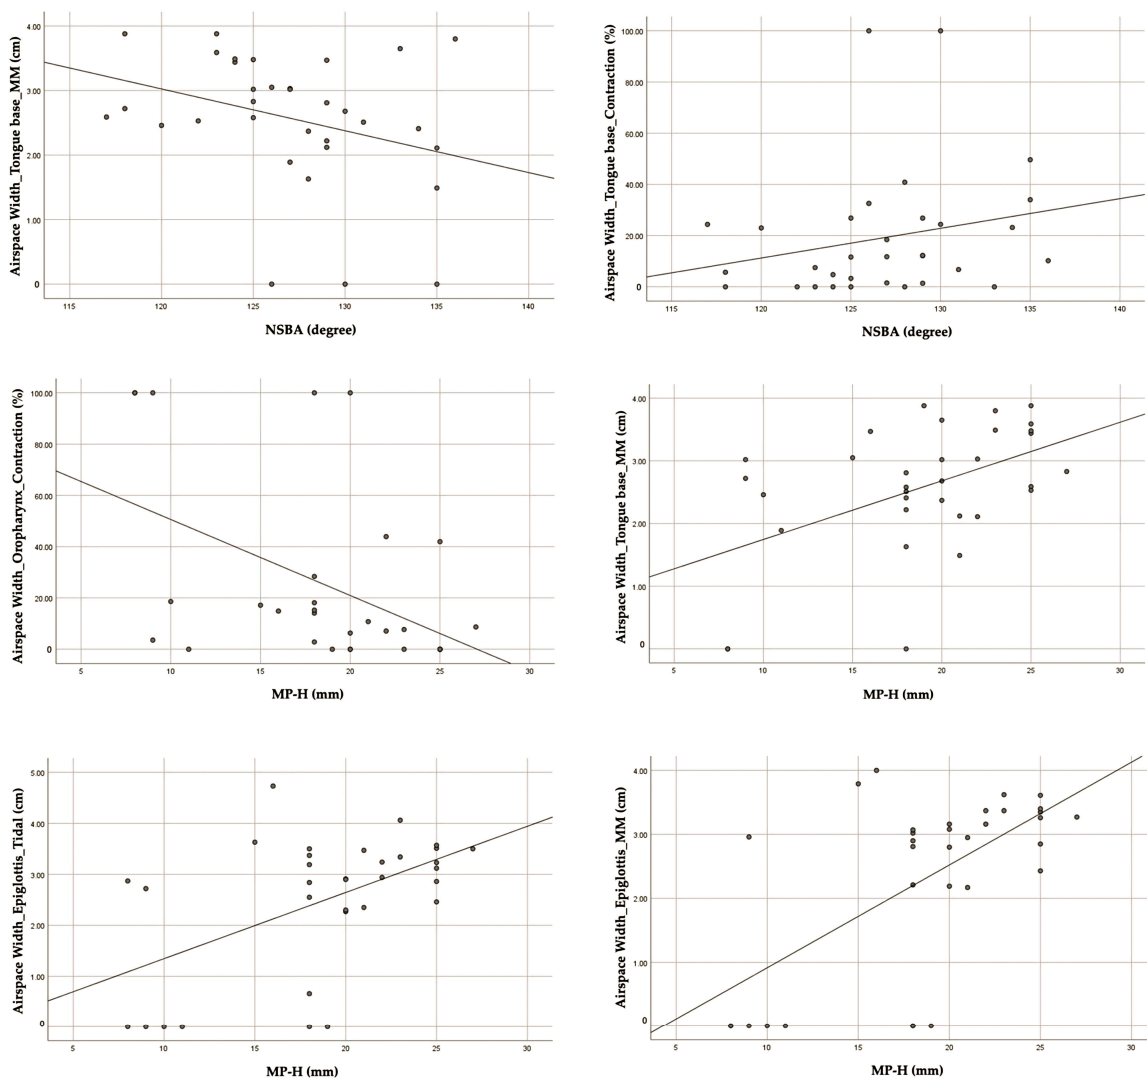 Airspace Width_Tongue base_MM (cm)
4.00
3.00
2.00
1.00
0
115 120 125 130 135 140
NSBA (degree)
Airspace Width_Tongue base_Contraction (%)
100.00
80.00
60.00
40.00
20.00
0
115 120 125 130 135 140
NSBA (degree)
Airspace Width_Oropharynx_Contraction (%)
100.00
80.00
60.00
40.00
20.00
0
5 10 15 20 25 30
MP-H (mm)
Airspace Width_Tongue base_MM (cm)
4.00
3.00
2.00
1.00
0
5 10 15 20 25 30
MP-H (mm)
Airspace Width_Epiglottis_Tidal (cm)
5.00
4.00
3.00
2.00
1.00
0
5 10 15 20 25 30
MP-H (mm)
Airspace Width_Epiglottis_MM (cm)
4.00
3.00
2.00
1.00
0
5 10 15 20 25 30
MP-H (mm)